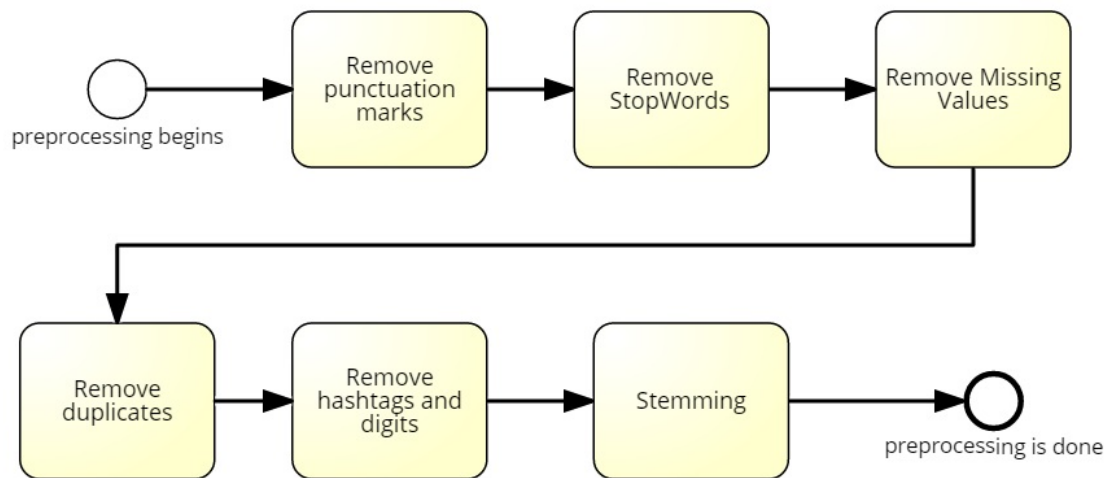 Remove
punctuation
marks
Remove
StopWords
Remove Missing
Values
preprocessing begins
Remove
duplicates
Remove
hashtags and
digits
Stemming
preprocessing is done